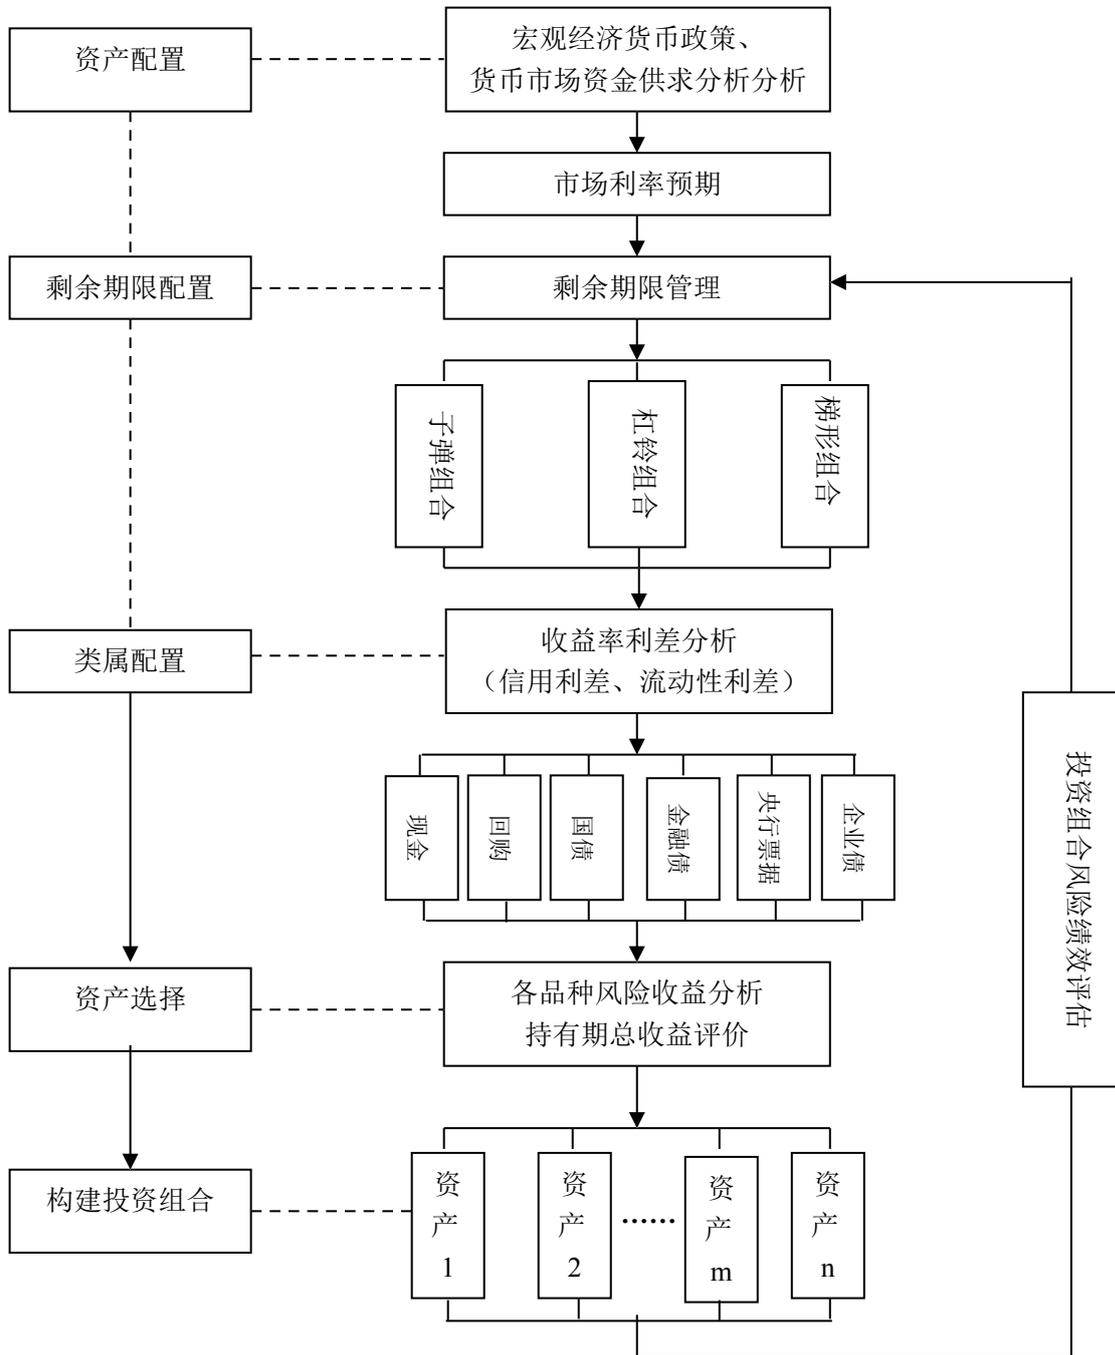 资产配置
宏观经济货币政策、
货币市场资金供求分析分析
市场利率预期
剩余期限配置
剩余期限管理
子弹组合
杠铃组合
梯形组合
类属配置
收益率利差分析
（信用利差、流动性利差）
现金
回购
国债
金融债
央行票据
企业债
投资组合风险绩效评估
资产选择
各品种风险收益分析
持有期总收益评价
构建投资组合
资
产
1
资
产
2
......
资
产
m
资
产
n